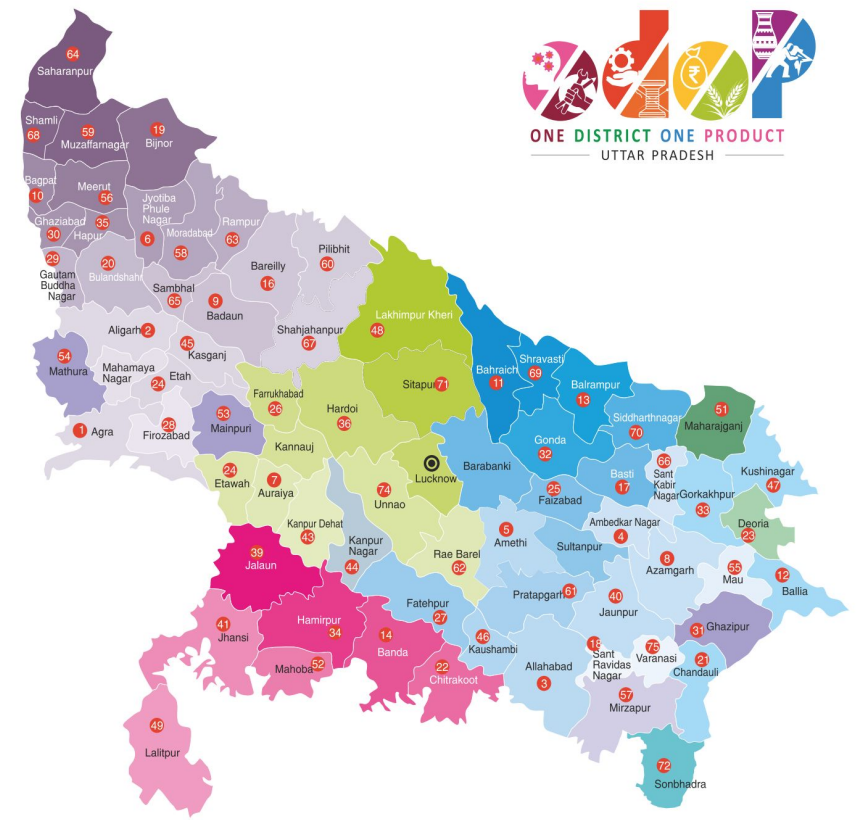 ONE DISTRICT ONE PRODUCT
UTTAR PRADESH
64
Saharanpur
Shamli
68
59
Muzaffarnagar
19
Bijnor
Bagpat
10
Meerut
56
Jyotiba
Phule
Nagar
6
Ghaziabad
30
35
Hapur
Moradabad
58
Rampur
63
Pilibhit
60
29
Gautam
Buddha
Nagar
20
Bulandshahr
Sambhal
65
9
Badaun
Bareilly
16
Shahjahanpur
67
Lakhimpur Kheri
48
Aligarh 2
45
Kasganj
54
Mathura
Mahamaya
Nagar
24
Etah
Sitapur 71
Bahraich
11
Shravasti
69
Balrampur
13
Siddharthnagar
70
51
Maharajganj
1 Agra
28
Firozabad
53
Mainpuri
Farrukhabad
26
Hardoi
36
Kannauj
Lucknow
Barabanki
Gonda
32
Basti
17
66
Sant
Kabir
Nagar
Gorkakhpur
33
Kushinagar
47
24
Etawah
7
Auraiya
74
Unnao
25
Faizabad
Deoria
23
Kanpur Dehat
43
Kanpur
Nagar
44
39
Jalaun
Rae Barel
62
5
Amethi
Sultanpur
Ambedkar Nagar
4
8
Azamgarh
55
Mau
12
Ballia
Fatehpur
27
Pratapgarh 61
40
Jaunpur
41
Jhansi
Hamirpur
34
14
Banda
46
Kaushambi
31 Ghazipur
Mahoba 52
22
Chitrakoot
Allahabad
3
18
Sant
Ravidas
Nagar
75
Varanasi
21
Chandauli
57
Mirzapur
49
Lalitpur
72
Sonbhadra